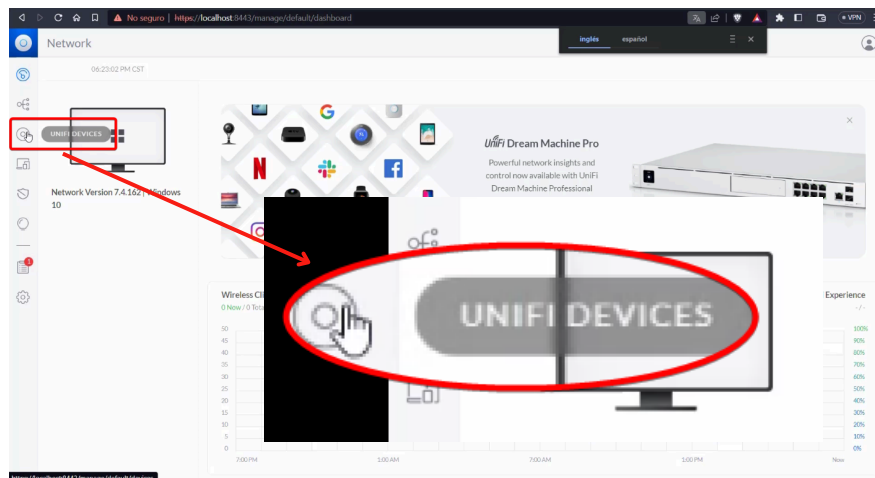 No seguro | https://localhost:8443/manage/default/dashboard
VPN
Network
inglés español
06:23:02 PM CST
UNIFI DEVICES
Network Version 7.4.162 | Windows
10
UniFi Dream Machine Pro
Powerful network insights and
control now available with UniFi
Dream Machine Professional
1
UNIFI DEVICES
Wireless Cli
0 Now / 0 Tota
Experience
- / -
50
45
40
35
30
25
20
15
10
5
0
100%
90%
80%
70%
60%
50%
40%
30%
20%
10%
0%
7:00 PM 1:00 AM 7:00 AM 1:00 PM Now